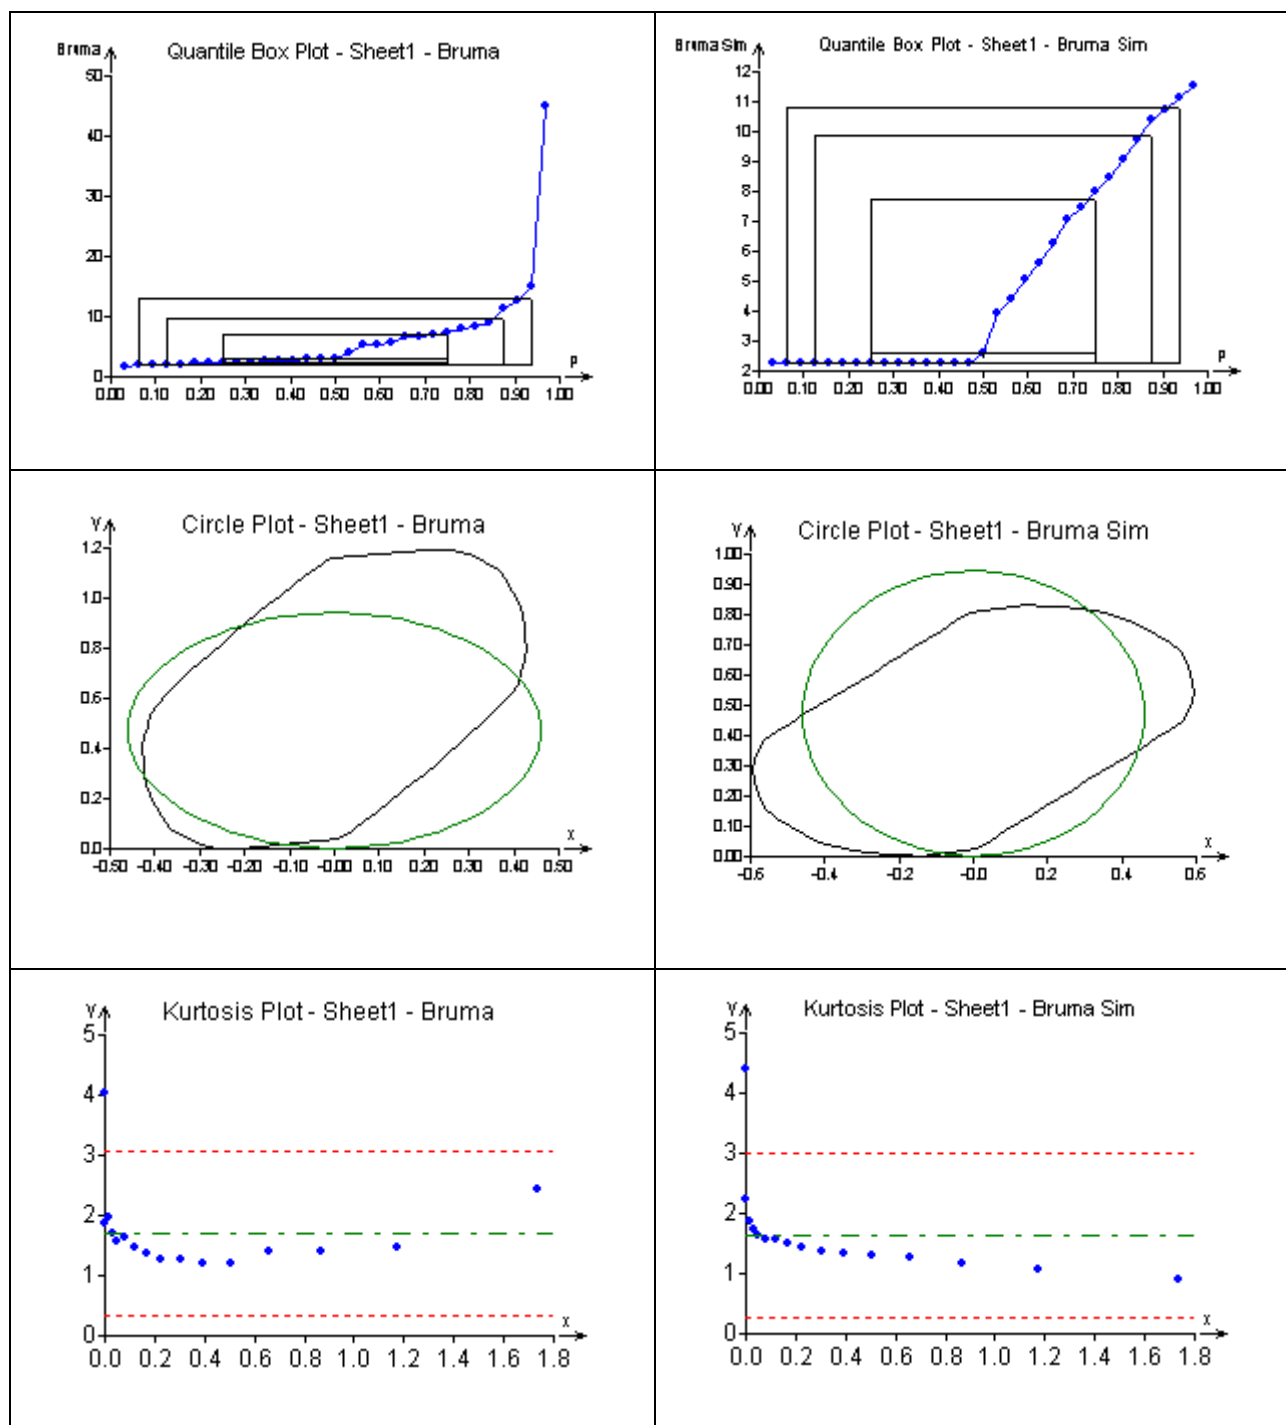 Bruma
Quantile Box Plot - Sheet1 - Bruma
50
40
30
20
10
0
0.00 0.10 0.20 0.30 0.40 0.50 0.60 0.70 0.80 0.90 1.00
P
Bruma Sim
Quantile Box Plot - Sheet1 - Bruma Sim
12
11
10
9
8
7
6
5
4
3
2
0.00 0.10 0.20 0.30 0.40 0.50 0.60 0.70 0.80 0.90 1.00
P
Y
Circle Plot - Sheet1 - Bruma
1.2
1.0
0.8
0.6
0.4
0.2
0.0
-0.50 -0.40 -0.30 -0.20 -0.10 -0.00 0.10 0.20 0.30 0.40 0.50
X
Y
Circle Plot - Sheet1 - Bruma Sim
1.00
0.90
0.80
0.70
0.60
0.50
0.40
0.30
0.20
0.10
0.00
-0.6 -0.4 -0.2 -0.0 0.2 0.4 0.6
X
Y
Kurtosis Plot - Sheet1 - Bruma
5
4
3
2
1
0
0.0 0.2 0.4 0.6 0.8 1.0 1.2 1.4 1.6 1.8
X
Y
Kurtosis Plot - Sheet1 - Bruma Sim
5
4
3
2
1
0
0.0 0.2 0.4 0.6 0.8 1.0 1.2 1.4 1.6 1.8
X